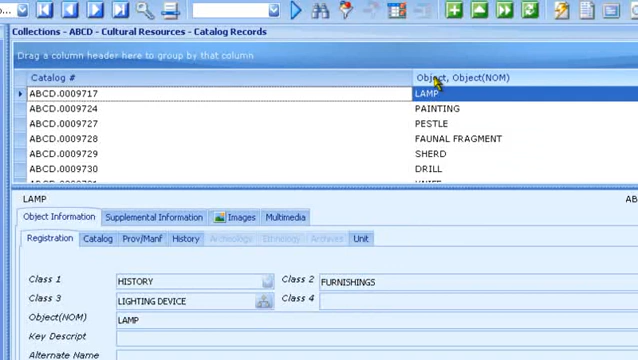 Collections - ABCD - Cultural Resources - Catalog Records
Drag a column header here to group by that column
Catalog # Object, Object(NOM)
ABCD.0009717 LAMP
ABCD.0009724 PAINTING
ABCD.0009727 PESTLE
ABCD.0009728 FAUNAL FRAGMENT
ABCD.0009729 SHERD
ABCD.0009730 DRILL
LAMP AB
Object Information Supplemental Information Images Multimedia
Registration Catalog Prov/Manf History Archeology Ethnology Archives Unit
Class 1 HISTORY Class 2 FURNISHINGS
Class 3 LIGHTING DEVICE Class 4
Object(NOM) LAMP
Key Descript
Alternate Name